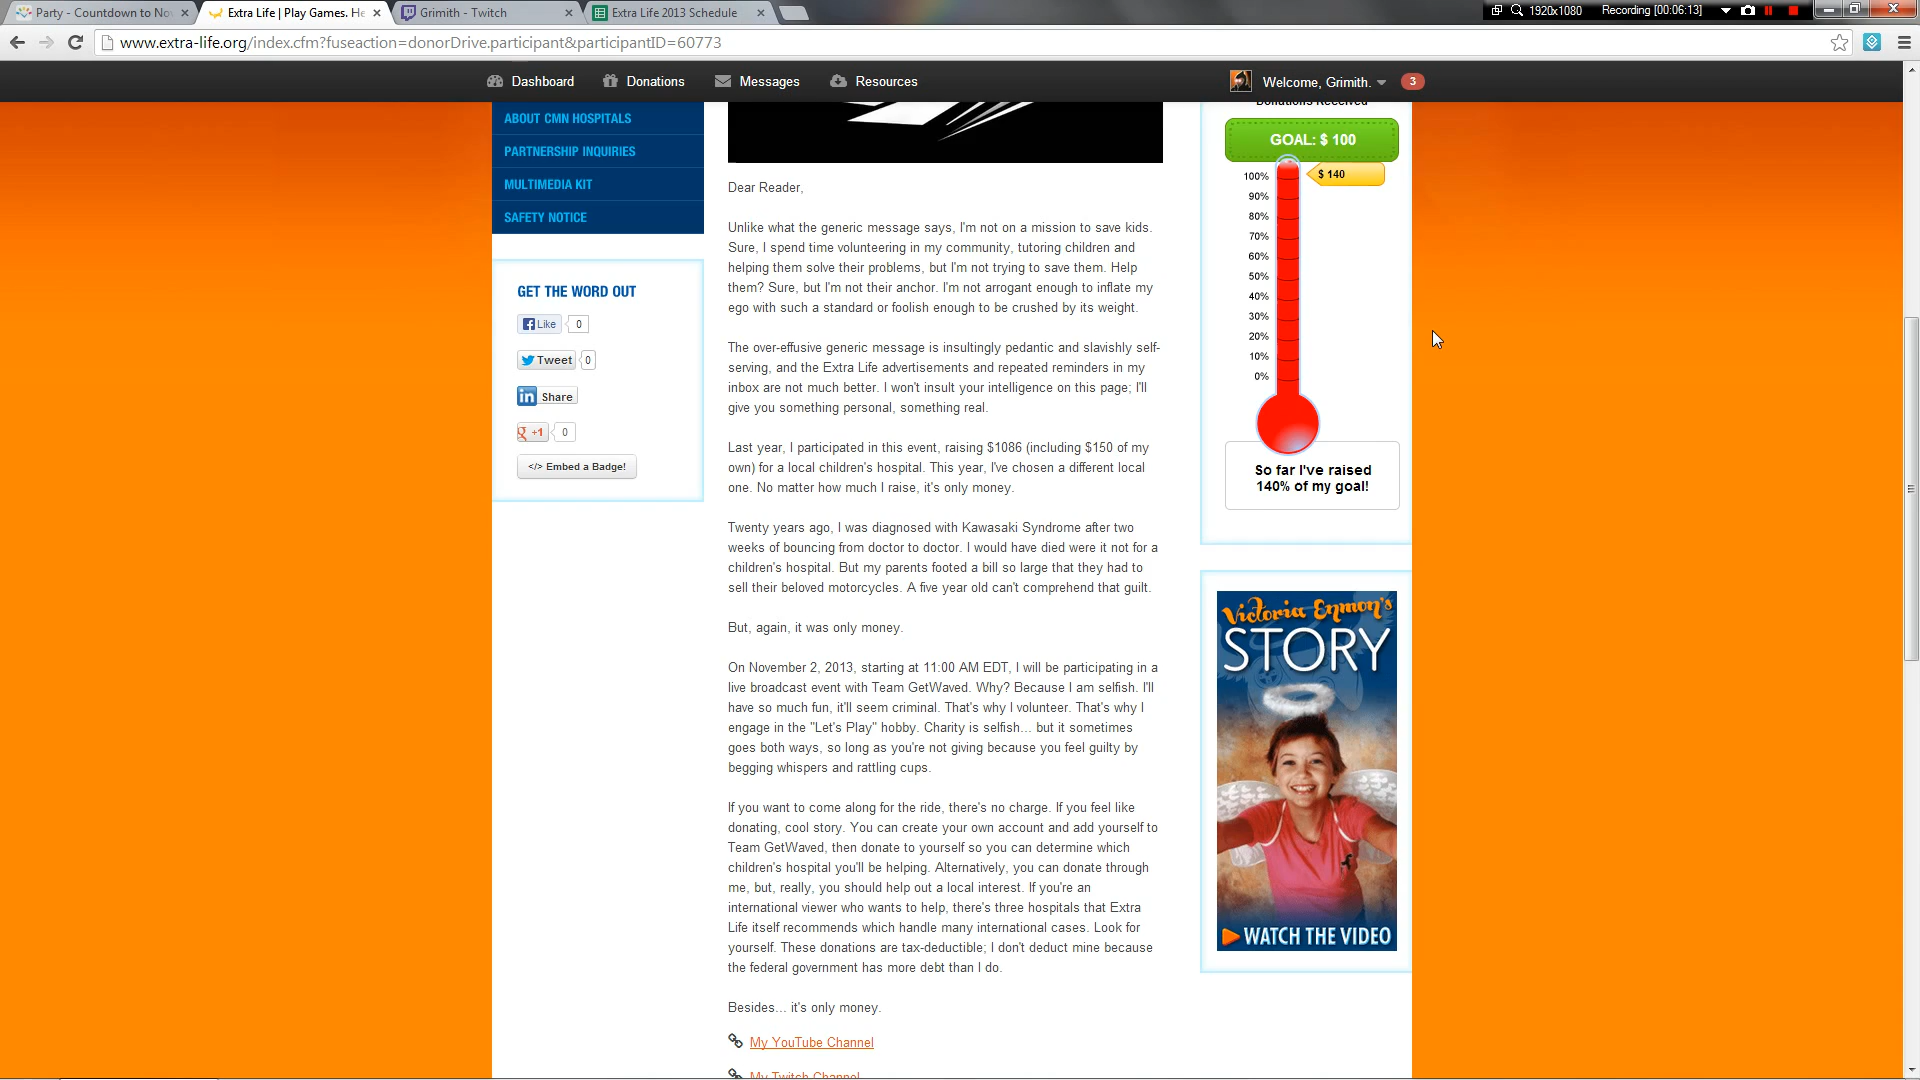 Party - Countdown to No
Extra Life | Play Games. He
Grimith - Twitch
Extra Life 2013 Schedule
1920x1080
Recording [00:06:13]
www.extra-life.org/index.cfm?fuseaction=donorDrive.participant&participantID=60773
Dashboard
Donations
Messages
Resources
Welcome, Grimith.
3
ABOUT CMN HOSPITALS
PARTNERSHIP INQUIRIES
MULTIMEDIA KIT
SAFETY NOTICE
GET THE WORD OUT
Like
0
Tweet
0
in Share
g +1
0
</> Embed a Badge!
Dear Reader,
Unlike what the generic message says, I'm not on a mission to save kids.
Sure, I spend time volunteering in my community, tutoring children and
helping them solve their problems, but I'm not trying to save them. Help
them? Sure, but I'm not their anchor. I'm not arrogant enough to inflate my
ego with such a standard or foolish enough to be crushed by its weight.
The over-effusive generic message is insultingly pedantic and slavishly self-
serving, and the Extra Life advertisements and repeated reminders in my
inbox are not much better. I won't insult your intelligence on this page; I'll
give you something personal, something real.
Last year, I participated in this event, raising $1086 (including $150 of my
own) for a local children's hospital. This year, I've chosen a different local
one. No matter how much I raise, it's only money.
Twenty years ago, I was diagnosed with Kawasaki Syndrome after two
weeks of bouncing from doctor to doctor. I would have died were it not for a
children's hospital. But my parents footed a bill so large that they had to
sell their beloved motorcycles. A five year old can't comprehend that guilt.
But, again, it was only money.
On November 2, 2013, starting at 11:00 AM EDT, I will be participating in a
live broadcast event with Team GetWaved. Why? Because I am selfish. I'll
have so much fun, it'll seem criminal. That's why I volunteer. That's why I
engage in the "Let's Play" hobby. Charity is selfish... but it sometimes
goes both ways, so long as you're not giving because you feel guilty by
begging whispers and rattling cups.
If you want to come along for the ride, there's no charge. If you feel like
donating, cool story. You can create your own account and add yourself to
Team GetWaved, then donate to yourself so you can determine which
children's hospital you'll be helping. Alternatively, you can donate through
me, but, really, you should help out a local interest. If you're an
international viewer who wants to help, there's three hospitals that Extra
Life itself recommends which handle many international cases. Look for
yourself. These donations are tax-deductible; I don't deduct mine because
the federal government has more debt than I do.
Besides... it's only money.
My YouTube Channel
My Twitch Channel
Donations Received
GOAL: $ 100
$ 140
100%
90%
80%
70%
60%
50%
40%
30%
20%
10%
0%
So far I've raised
140% of my goal!
Victoria Enmon's
STORY
WATCH THE VIDEO